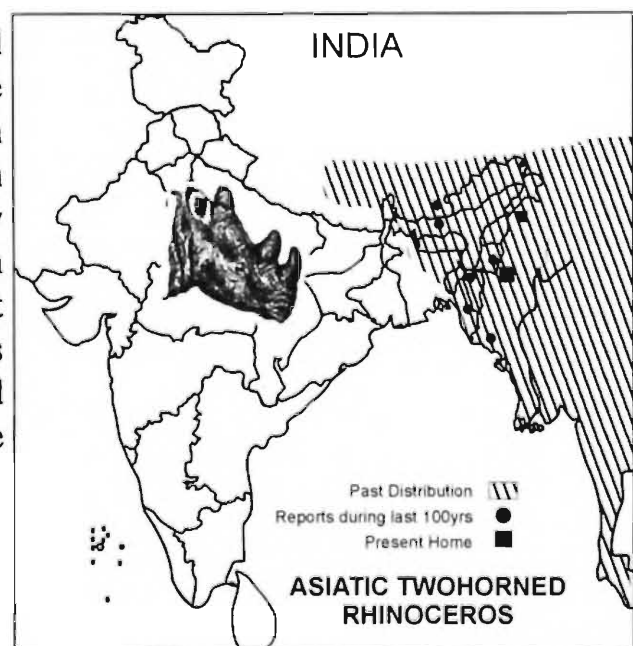 INDIA
Past Distribution
Reports during last 100yrs
Present Home
ASIATIC TWOHORNED
RHINOCEROS